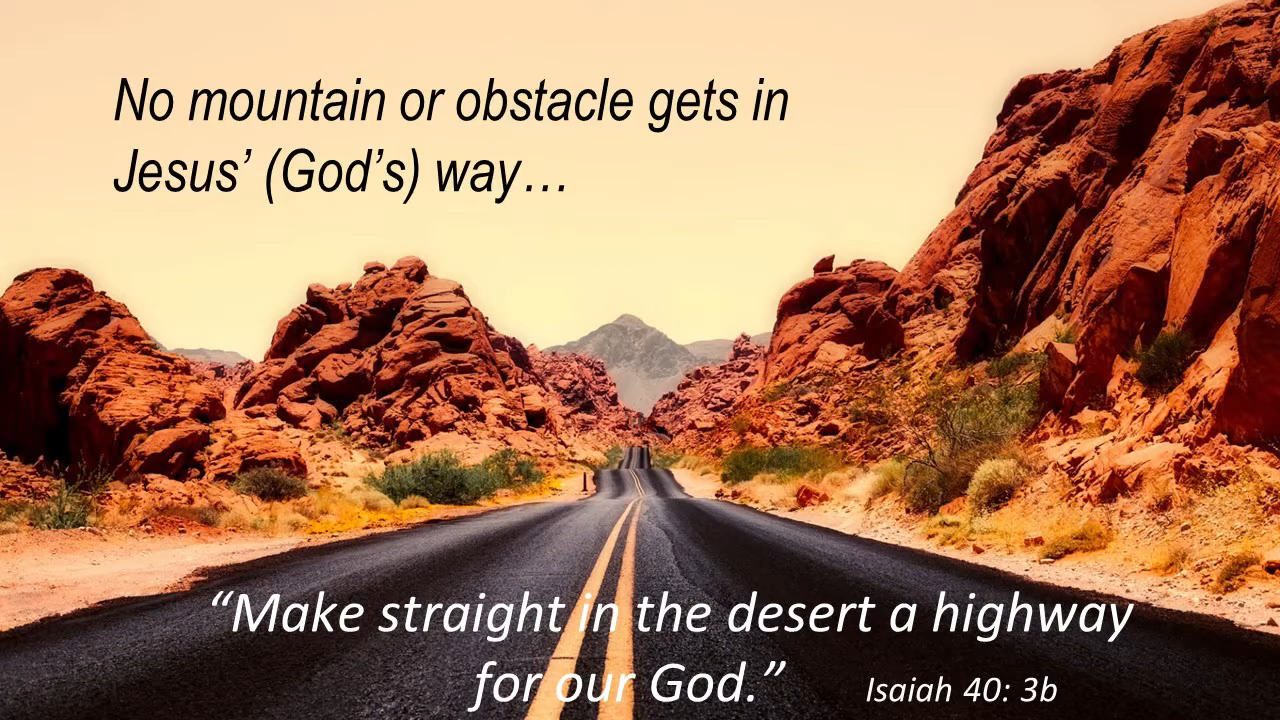 No mountain or obstacle gets in
Jesus’ (God’s) way…
“Make straight in the desert a highway
for our God.” Isaiah 40: 3b